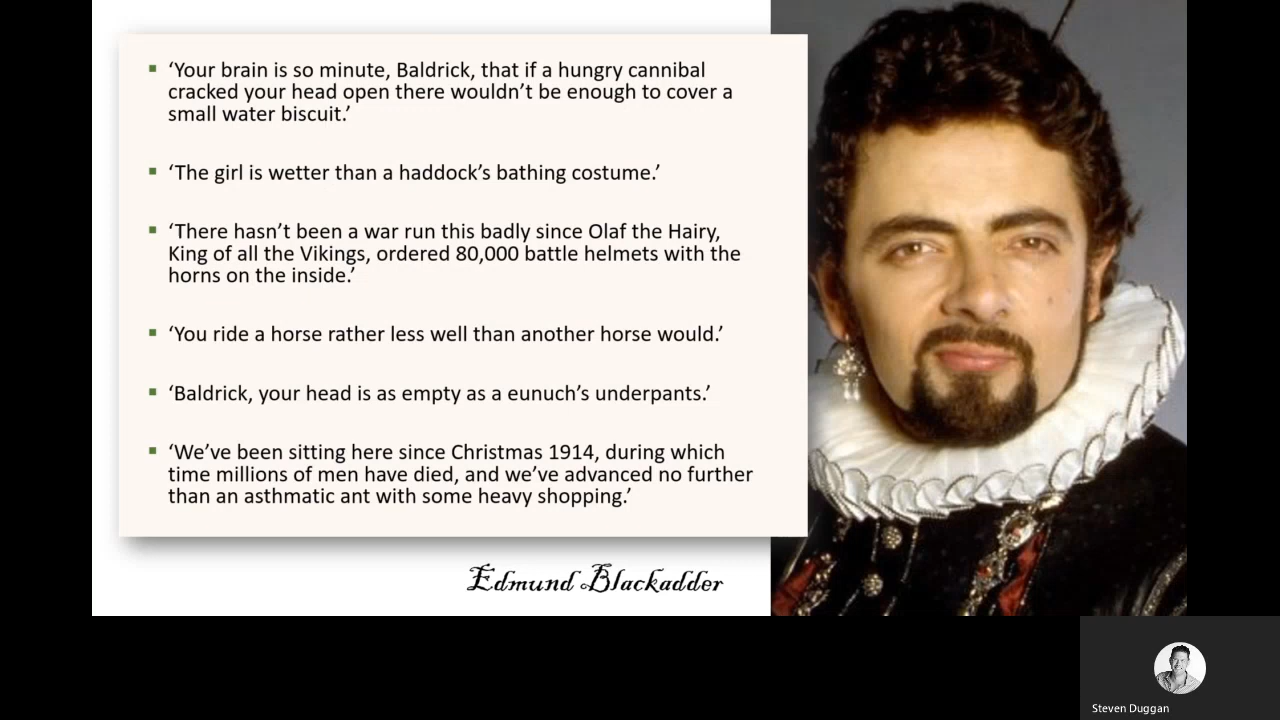 ‘Your brain is so minute, Baldrick, that if a hungry cannibal
cracked your head open there wouldn’t be enough to cover a
small water biscuit.’
‘The girl is wetter than a haddock’s bathing costume.’
‘There hasn’t been a war run this badly since Olaf the Hairy,
King of all the Vikings, ordered 80,000 battle helmets with the
horns on the inside.’
‘You ride a horse rather less well than another horse would.’
‘Baldrick, your head is as empty as a eunuch’s underpants.’
‘We’ve been sitting here since Christmas 1914, during which
time millions of men have died, and we’ve advanced no further
than an asthmatic ant with some heavy shopping.’
Edmund Blackadder
Steven Duggan